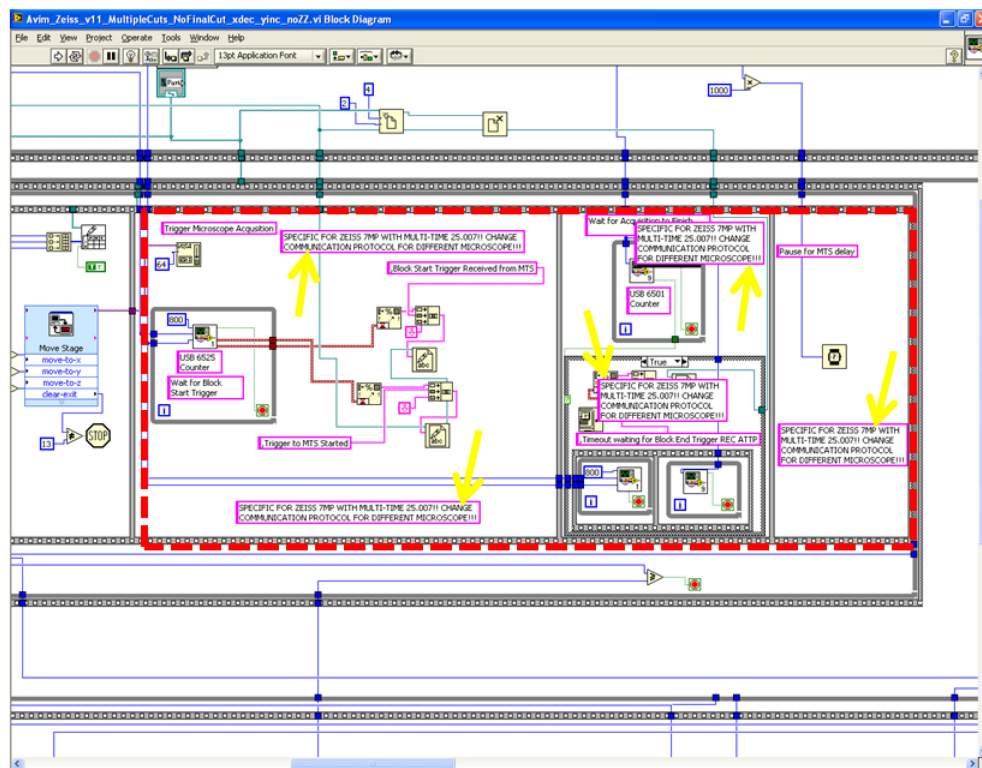 Avim_Zeiss_v11_MultipleCuts_NoFinalCut_xdec_yinc_noZZ.vi Block Diagram
File Edit View Project Operate Tools Window Help
13pt Application Font
4
2
1000
Trigger Microscope Acqusition
64
SPECIFIC FOR ZEISS 7MP WITH MULTI-TIME 25.007!! CHANGE
COMMUNICATION PROTOCOL FOR DIFFERENT MICROSCOPE!!!
,Block Start Trigger Received from MTS
Wait for Acquisition to Finish
SPECIFIC FOR ZEISS 7MP WITH
MULTI-TIME 25.007!! CHANGE
COMMUNICATION PROTOCOL
FOR DIFFERENT MICROSCOPE!!!
USB 6501
Counter
i
Pause for MTS delay
T F
Move Stage
move-to-x
move-to-y
move-to-z
clear-exit
13
STOP
800
USB 6525
Counter
Wait for Block
Start Trigger
i
,Trigger to MTS Started
True
SPECIFIC FOR ZEISS 7MP WITH
MULTI-TIME 25.007!! CHANGE
COMMUNICATION PROTOCOL
FOR DIFFERENT MICROSCOPE!!!
,Timeout waiting for Block End Trigger REC ATTP
800
i
i
SPECIFIC FOR ZEISS 7MP WITH
MULTI-TIME 25.007!! CHANGE
COMMUNICATION PROTOCOL
FOR DIFFERENT MICROSCOPE!!!
SPECIFIC FOR ZEISS 7MP WITH MULTI-TIME 25.007!! CHANGE
COMMUNICATION PROTOCOL FOR DIFFERENT MICROSCOPE!!!